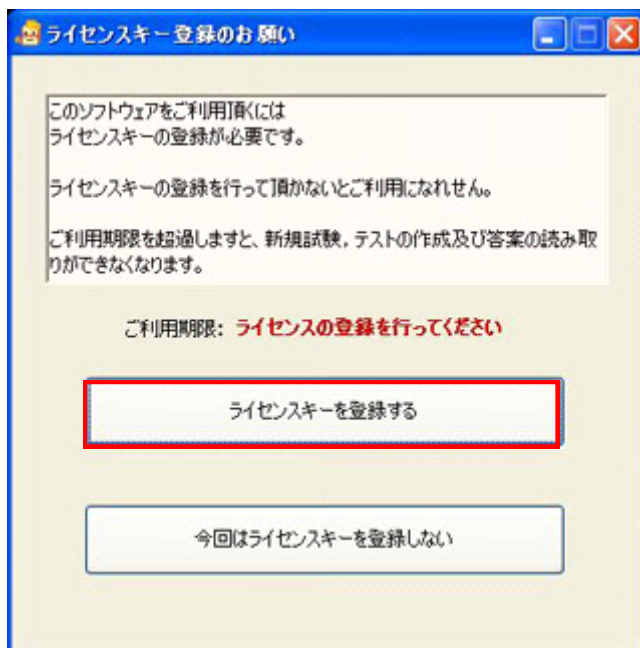 ライセンスキー登録のお願い
このソフトウェアをご利用頂くには
ライセンスキーの登録が必要です。
ライセンスキーの登録を行って頂かないとご利用になれせん。
ご利用期限を超過しますと、新規試験，テストの作成及び答案の読み取
りができなくなります。
ご利用期限: ライセンスの登録を行ってください
ライセンスキーを登録する
今回はライセンスキーを登録しない